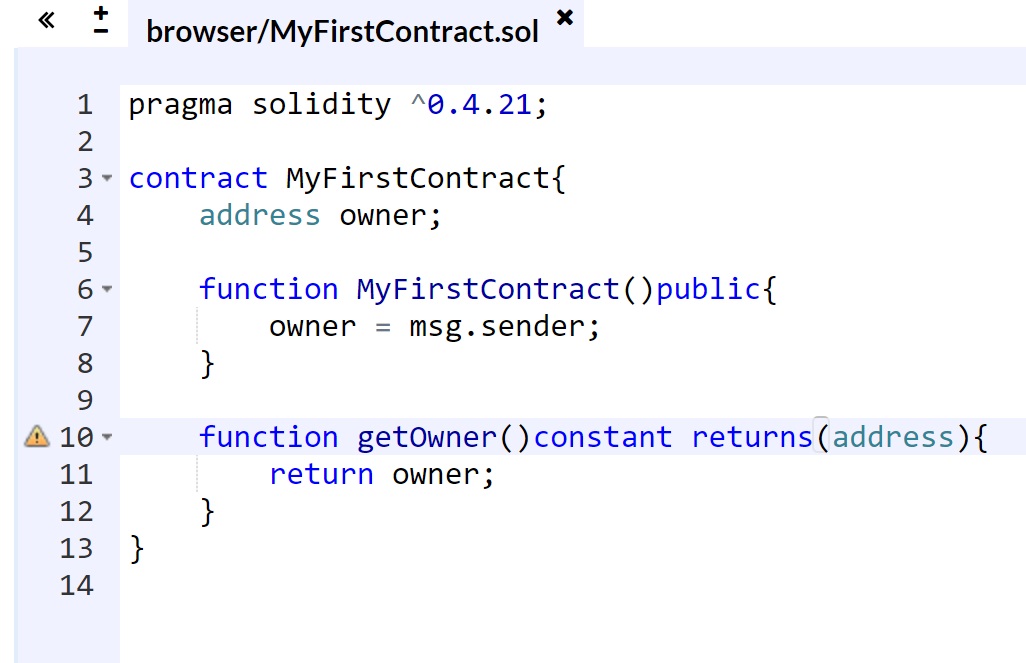 browser/MyFirstContract.sol
1 pragma solidity ^0.4.21;
2
3 contract MyFirstContract{
4     address owner;
5
6     function MyFirstContract()public{
7         owner = msg.sender;
8     }
9
10     function getOwner()constant returns(address){
11         return owner;
12     }
13 }
14